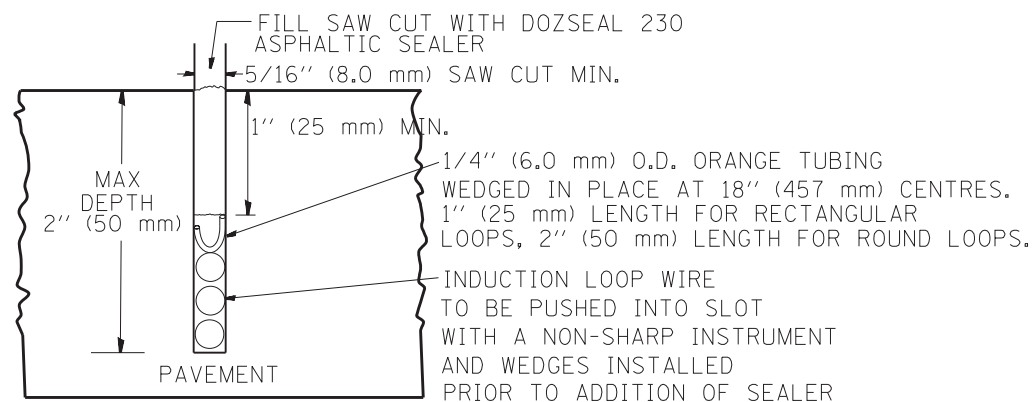 FILL SAW CUT WITH DOZSEAL 230
ASPHALTIC SEALER
5/16'' (8.0 mm) SAW CUT MIN.
1'' (25 mm) MIN.
MAX
DEPTH
2'' (50 mm)
1/4'' (6.0 mm) O.D. ORANGE TUBING
WEDGED IN PLACE AT 18'' (457 mm) CENTRES.
1'' (25 mm) LENGTH FOR RECTANGULAR
LOOPS, 2'' (50 mm) LENGTH FOR ROUND LOOPS.
INDUCTION LOOP WIRE
TO BE PUSHED INTO SLOT
WITH A NON-SHARP INSTRUMENT
AND WEDGES INSTALLED
PRIOR TO ADDITION OF SEALER
PAVEMENT